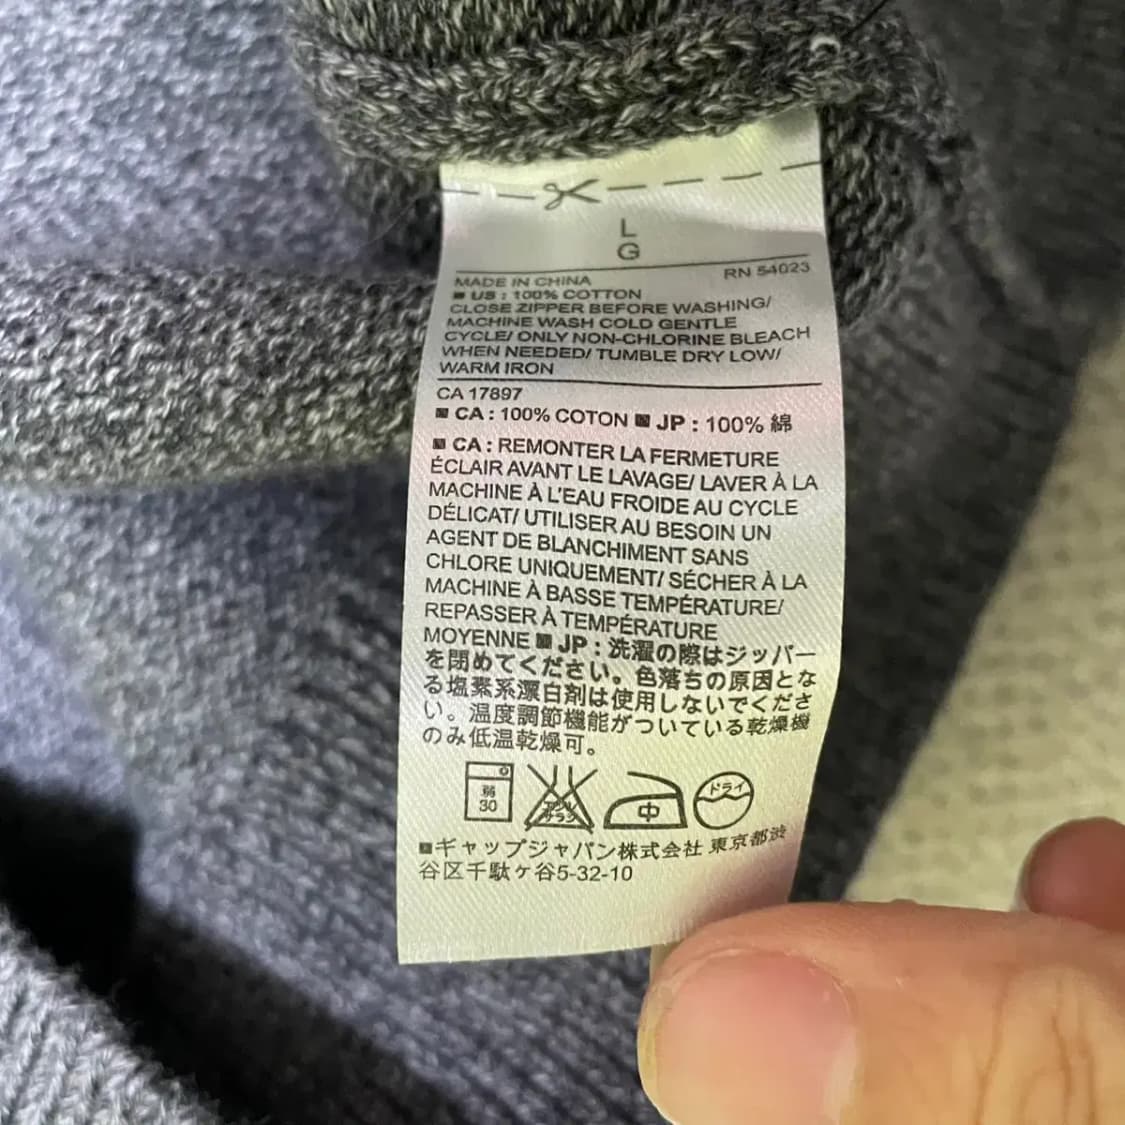 L
G
RN 54023
MADE IN CHINA
■ US : 100% COTTON
CLOSE ZIPPER BEFORE WASHING/
MACHINE WASH COLD GENTLE
CYCLE/ ONLY NON-CHLORINE BLEACH
WHEN NEEDED/ TUMBLE DRY LOW/
WARM IRON
CA 17897
■ CA : 100% COTON ■ JP : 100% 綿
■ CA : REMONTER LA FERMETURE
ÉCLAIR AVANT LE LAVAGE/ LAVER À LA
MACHINE À L'EAU FROIDE AU CYCLE
DÉLICAT/ UTILISER AU BESOIN UN
AGENT DE BLANCHIMENT SANS
CHLORE UNIQUEMENT/ SÉCHER À LA
MACHINE À BASSE TEMPÉRATURE/
REPASSER À TEMPÉRATURE
MOYENNE ■ JP : 洗濯の際はジッパー
を閉めてください。色落ちの原因とな
る塩素系漂白剤は使用しないでくださ
い。温度調節機能がついている乾燥機
のみ低温乾燥可。
弱
30
エンソ
サラシ
中
ドライ
■ギャップジャパン株式会社 東京都渋
谷区千駄ケ谷5-32-10